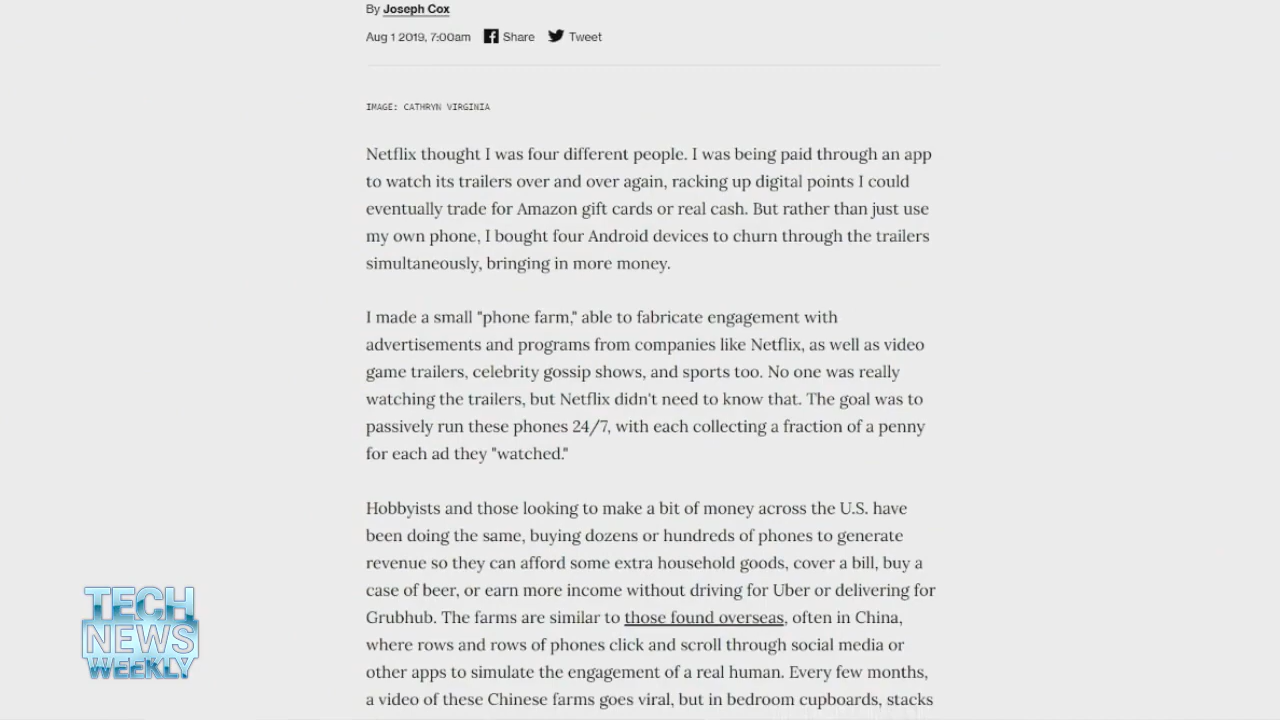 By Joseph Cox
Aug 1 2019, 7:00am Share Tweet
IMAGE: CATHRYN VIRGINIA
Netflix thought I was four different people. I was being paid through an app
to watch its trailers over and over again, racking up digital points I could
eventually trade for Amazon gift cards or real cash. But rather than just use
my own phone, I bought four Android devices to churn through the trailers
simultaneously, bringing in more money.
I made a small "phone farm," able to fabricate engagement with
advertisements and programs from companies like Netflix, as well as video
game trailers, celebrity gossip shows, and sports too. No one was really
watching the trailers, but Netflix didn't need to know that. The goal was to
passively run these phones 24/7, with each collecting a fraction of a penny
for each ad they "watched."
Hobbyists and those looking to make a bit of money across the U.S. have
been doing the same, buying dozens or hundreds of phones to generate
revenue so they can afford some extra household goods, cover a bill, buy a
case of beer, or earn more income without driving for Uber or delivering for
Grubhub. The farms are similar to those found overseas, often in China,
where rows and rows of phones click and scroll through social media or
other apps to simulate the engagement of a real human. Every few months,
a video of these Chinese farms goes viral, but in bedroom cupboards, stacks
TECH
NEWS
WEEKLY